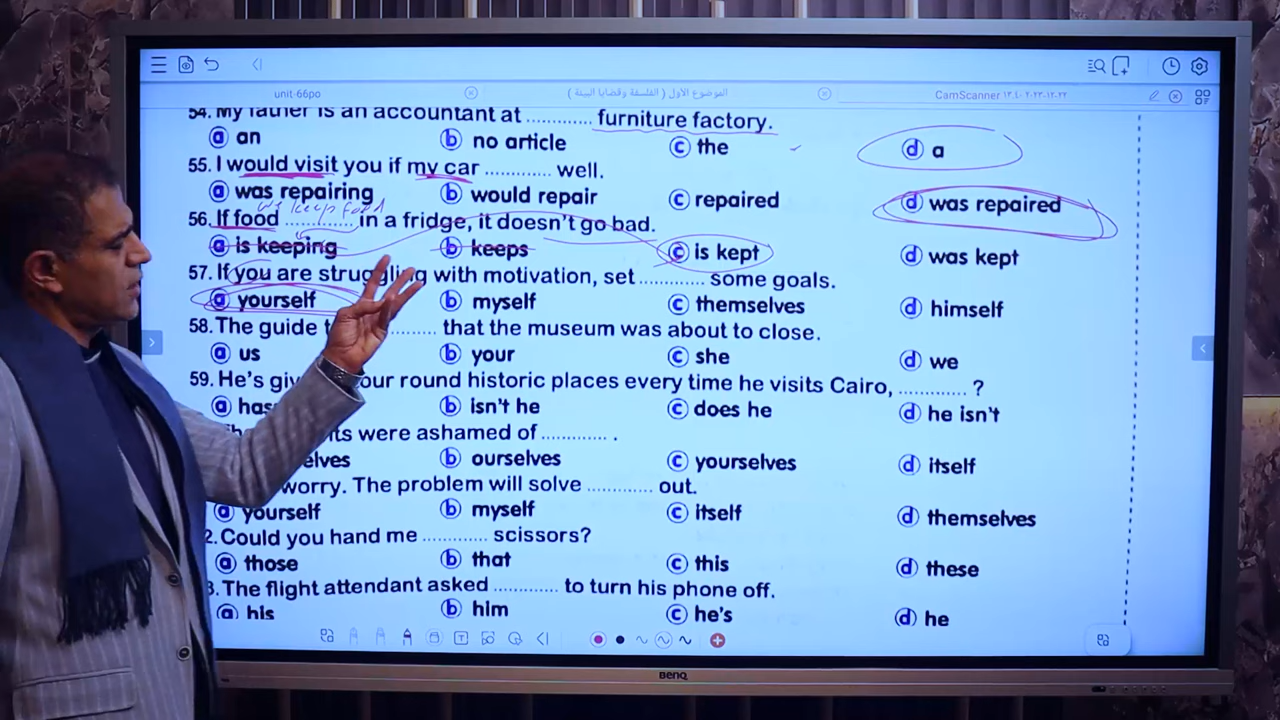 unit-66po
الموضوع الاول ( الفلسفة وقضايا البيئة )
CamScanner
54. My father is an accountant at ............ furniture factory.
a an b no article c the d a
55. I would visit you if my car ............ well.
a was repairing b would repair c repaired d was repaired
we keep food
56. If food ............ in a fridge, it doesn't go bad.
a is keeping b keeps c is kept d was kept
57. If you are struggling with motivation, set ............ some goals.
a yourself b myself c themselves d himself
58. The guide ............ that the museum was about to close.
a us b your c she d we
59. He's our round historic places every time he visits Cairo, ............ ?
a has b isn't he c does he d he isn't
were ashamed of ............ .
b ourselves c yourselves d itself
worry. The problem will solve ............ out.
a yourself b myself c itself d themselves
2. Could you hand me ............ scissors?
a those b that c this d these
3. The flight attendant asked ............ to turn his phone off.
a his b him c he's d he
BenQ